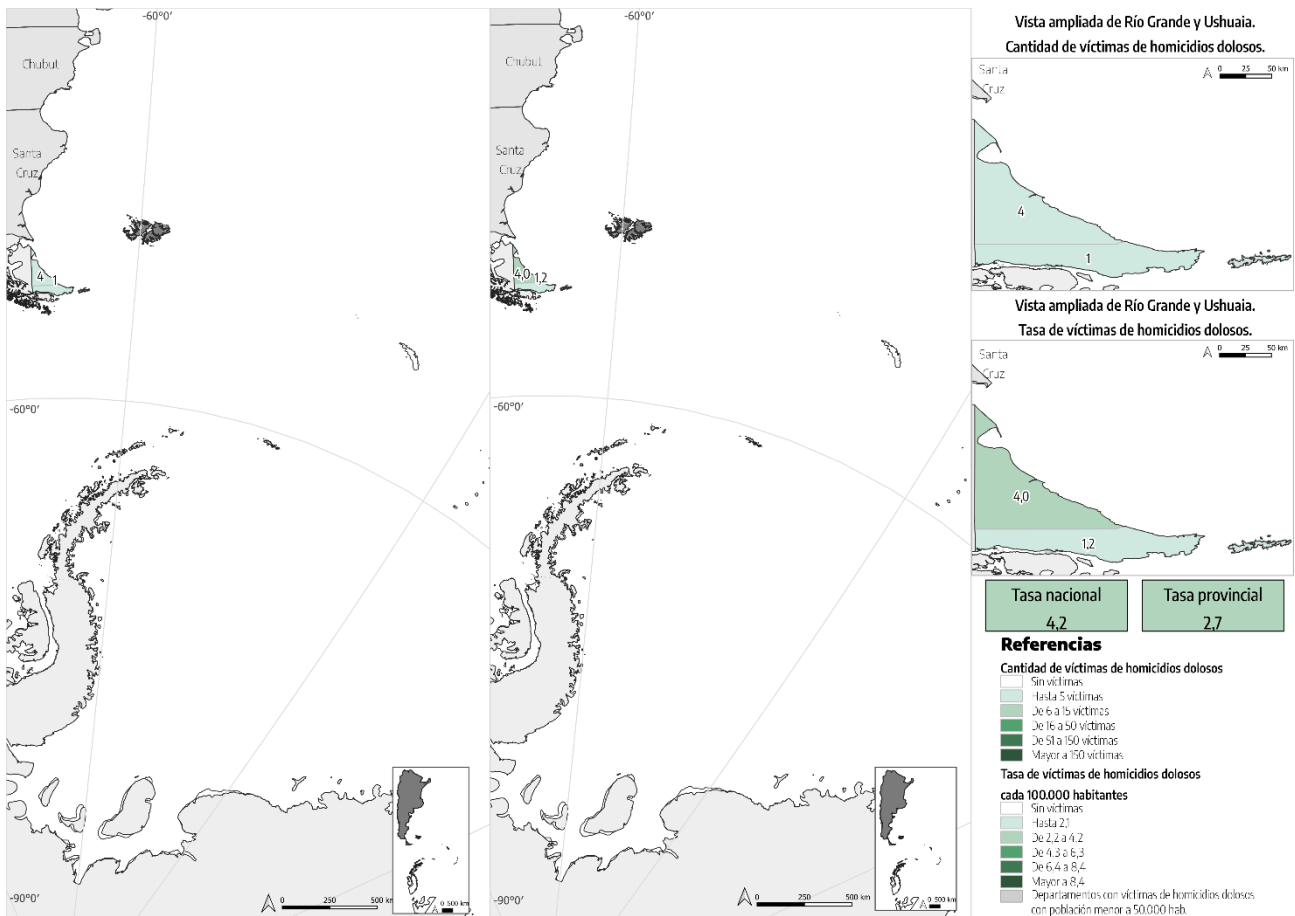 -60°0'
Chubut
Santa
Cruz
4
1
-60°0'
-90°0'
0 250 500 km
0 500 km
-60°0'
Chubut
Santa
Cruz
4,0
1,2
-60°0'
-90°0'
0 250 500 km
0 500 km
Vista ampliada de Río Grande y Ushuaia.
Cantidad de víctimas de homicidios dolosos.
Santa
Cruz
0 25 50 km
4
1
Vista ampliada de Río Grande y Ushuaia.
Tasa de víctimas de homicidios dolosos.
Santa
Cruz
0 25 50 km
4,0
1,2
Tasa nacional
4,2
Tasa provincial
2,7
Referencias
Cantidad de víctimas de homicidios dolosos
Sin víctimas
Hasta 5 víctimas
De 6 a 15 víctimas
De 16 a 50 víctimas
De 51 a 150 víctimas
Mayor a 150 víctimas
Tasa de víctimas de homicidios dolosos
cada 100.000 habitantes
Sin víctimas
Hasta 2,1
De 2,2 a 4,2
De 4,3 a 6,3
De 6,4 a 8,4
Mayor a 8,4
Departamentos con víctimas de homicidios dolosos
con población menor a 50.000 hab.